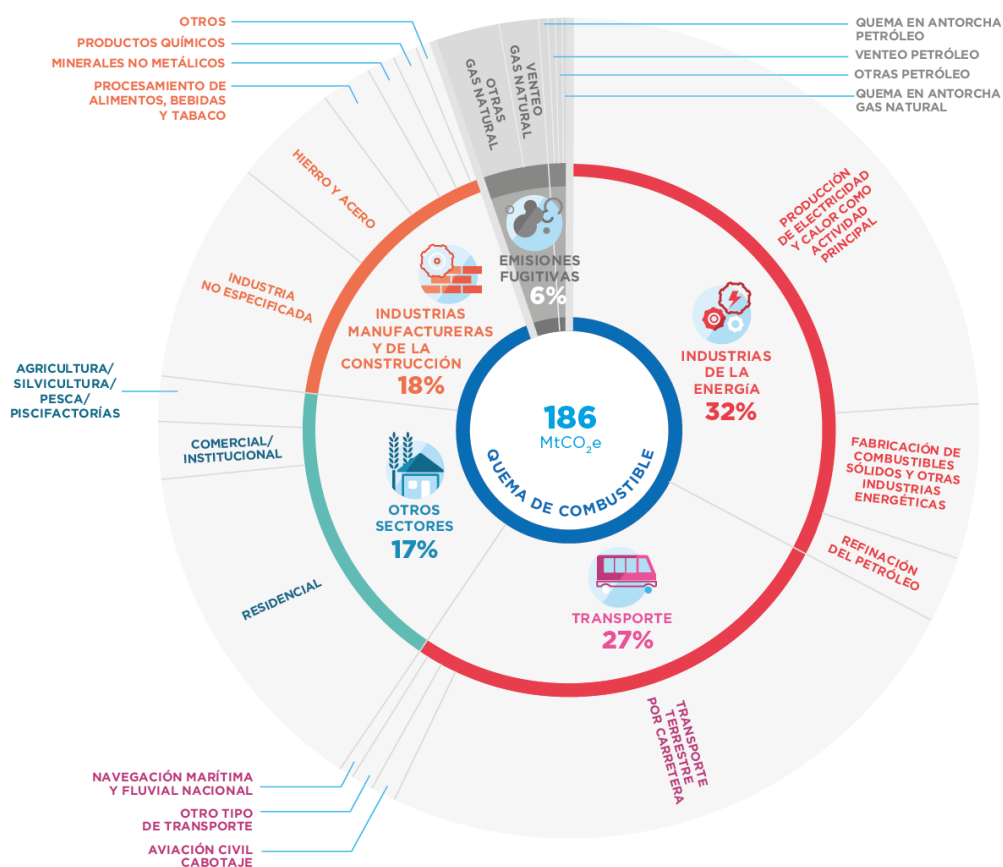 OTROS
PRODUCTOS QUÍMICOS
MINERALES NO METÁLICOS
PROCESAMIENTO DE
ALIMENTOS, BEBIDAS
Y TABACO
HIERRO Y ACERO
INDUSTRIA
NO ESPECIFICADA
AGRICULTURA/
SILVICULTURA/
PESCA/
PISCIFACTORÍAS
COMERCIAL/
INSTITUCIONAL
RESIDENCIAL
NAVEGACIÓN MARÍTIMA
Y FLUVIAL NACIONAL
OTRO TIPO
DE TRANSPORTE
AVIACIÓN CIVIL
CABOTAJE
OTRAS
GAS NATURAL
VENTEO
GAS NATURAL
QUEMA EN ANTORCHA
PETRÓLEO
VENTEO PETRÓLEO
OTRAS PETRÓLEO
QUEMA EN ANTORCHA
GAS NATURAL
PRODUCCIÓN
DE ELECTRICIDAD
Y CALOR COMO
ACTIVIDAD
PRINCIPAL
FABRICACIÓN DE
COMBUSTIBLES
SÓLIDOS Y OTRAS
INDUSTRIAS
ENERGÉTICAS
REFINACIÓN
DEL PETRÓLEO
TRANSPORTE
TERRESTRE
POR CARRETERA
EMISIONES
FUGITIVAS
6%
INDUSTRIAS
MANUFACTURERAS
Y DE LA
CONSTRUCCIÓN
18%
INDUSTRIAS
DE LA
ENERGÍA
32%
OTROS
SECTORES
17%
TRANSPORTE
27%
186
MtCO₂e
QUEMA DE COMBUSTIBLE